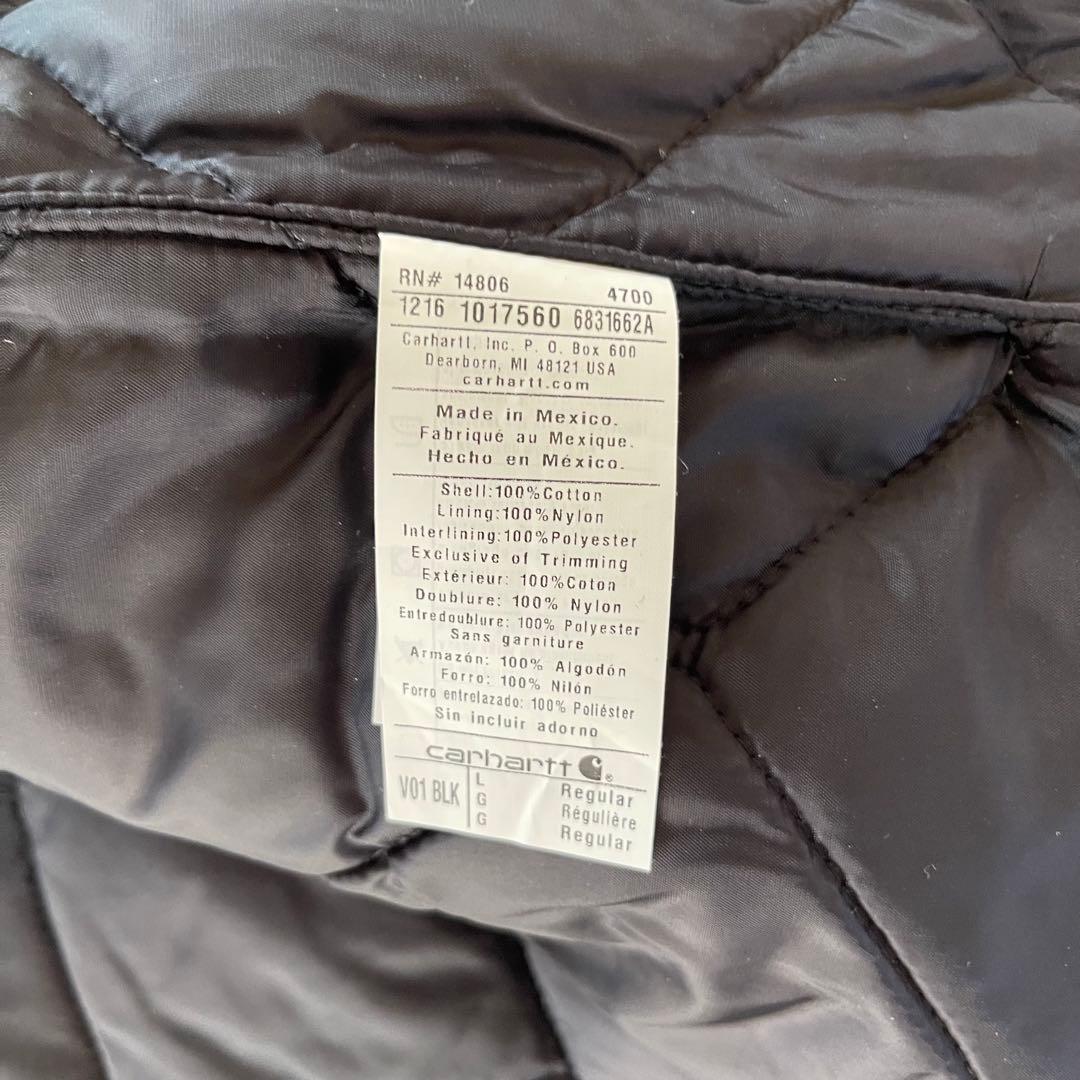 RN# 14806 4700
1216 1017560 6831662A
Carhartt, Inc. P. O. Box 600
Dearborn, MI 48121 USA
carhartt.com
Made in Mexico.
Fabriqué au Mexique.
Hecho en México.
Shell:100%Cotton
Lining:100%Nylon
Interlining:100%Polyester
Exclusive of Trimming
Extérieur: 100%Coton
Doublure: 100% Nylon
Entredoublure: 100% Polyester
Sans garniture
Armazón: 100% Algodón
Forro: 100% Nilón
Forro entrelazado: 100% Poliéster
Sin incluir adorno
carhartt ®
V01 BLK
L Regular
G Régulière
G Regular